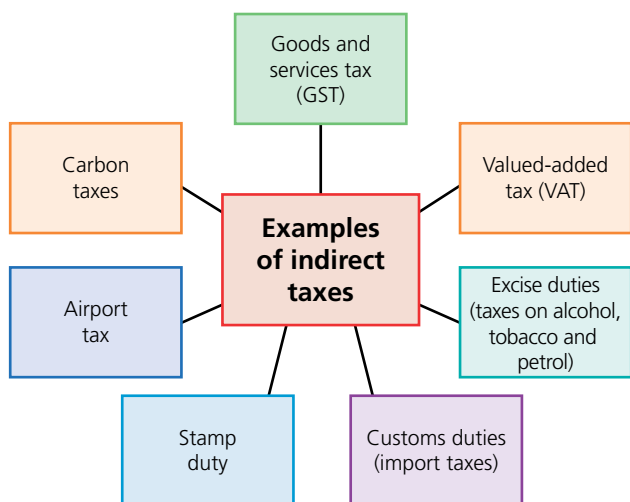 Goods and
services tax
(GST)
Carbon
taxes
Valued-added
tax (VAT)
Examples
of indirect
taxes
Airport
tax
Excise duties
(taxes on alcohol,
tobacco and
petrol)
Stamp
duty
Customs duties
(import taxes)